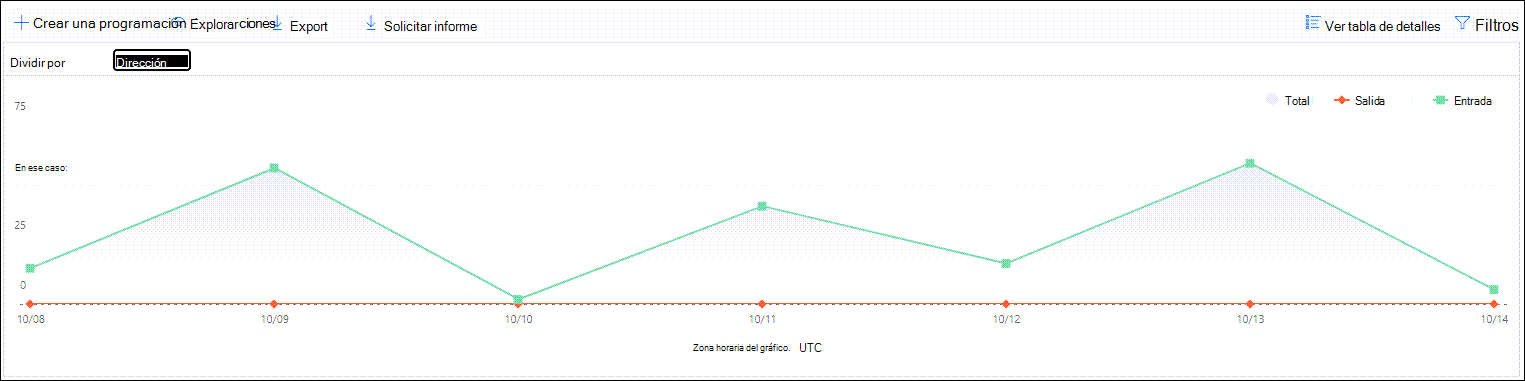 Crear una programación Explorarciones Export Solicitar informe Ver tabla de detalles Filtros
Dividir por Dirección
75
Total Salida Entrada
En ese caso:
25
0
10/08 10/09 10/10 10/11 10/12 10/13 10/14
Zona horaria del gráfico. UTC